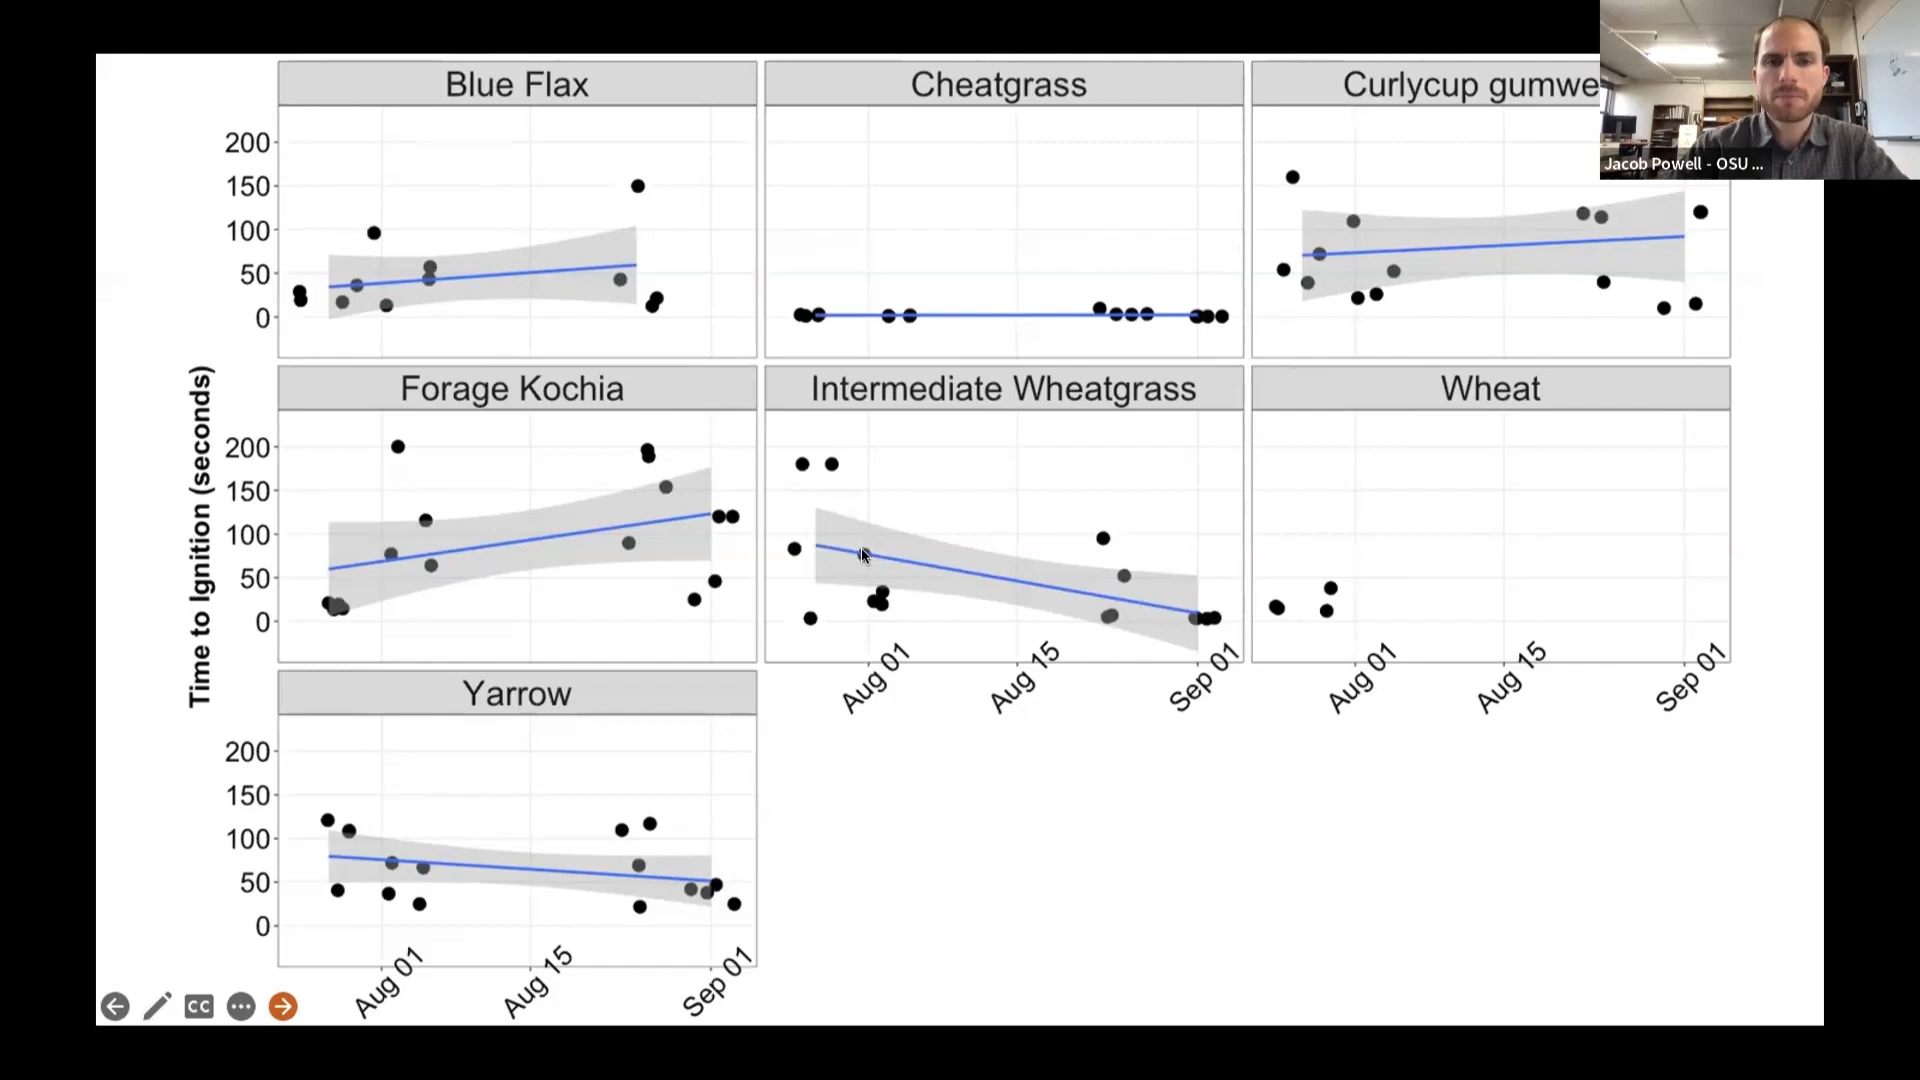 Blue Flax
Cheatgrass
Curlycup gumwe
Jacob Powell - OSU ...
200
150
100
50
0
Forage Kochia
Intermediate Wheatgrass
Wheat
Time to Ignition (seconds)
200
150
100
50
0
Aug 01
Aug 15
Sep 01
Aug 01
Aug 15
Sep 01
Yarrow
200
150
100
50
0
Aug 01
Aug 15
Sep 01
CC